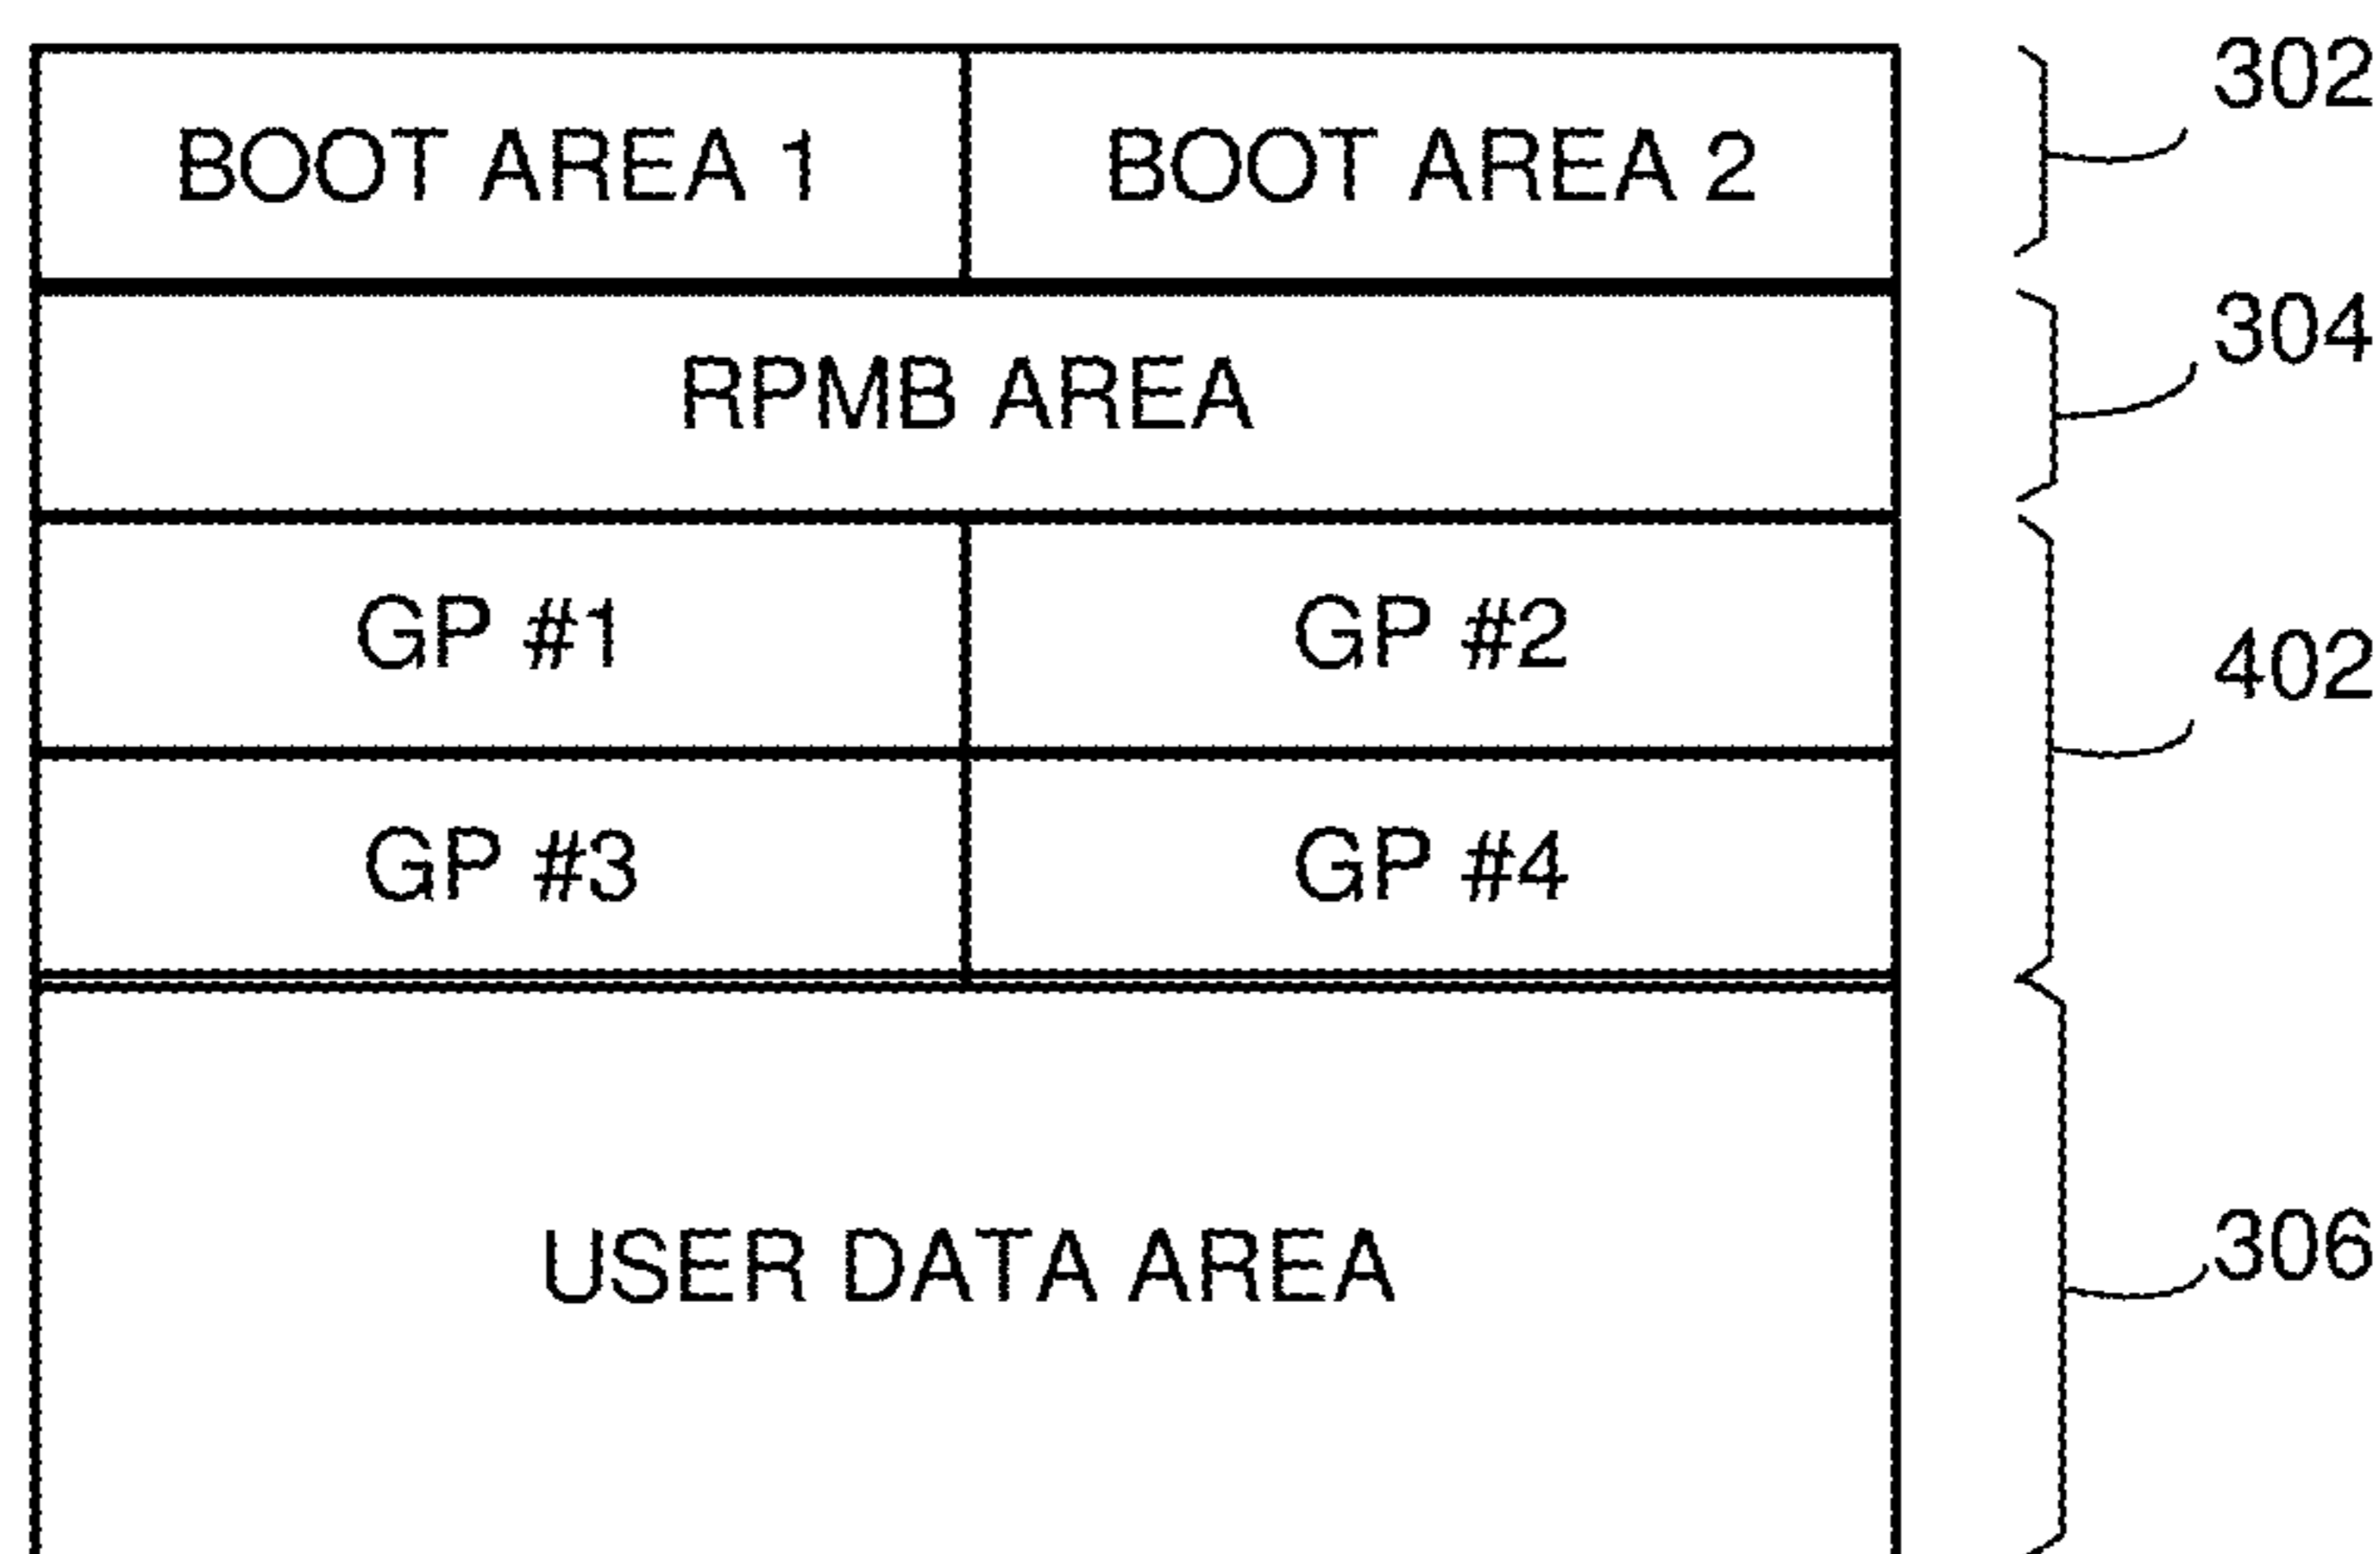 BOOT AREA 1 BOOT AREA 2 302
RPMB AREA 304
GP #1 GP #2
402
GP #3 GP #4
USER DATA AREA 306